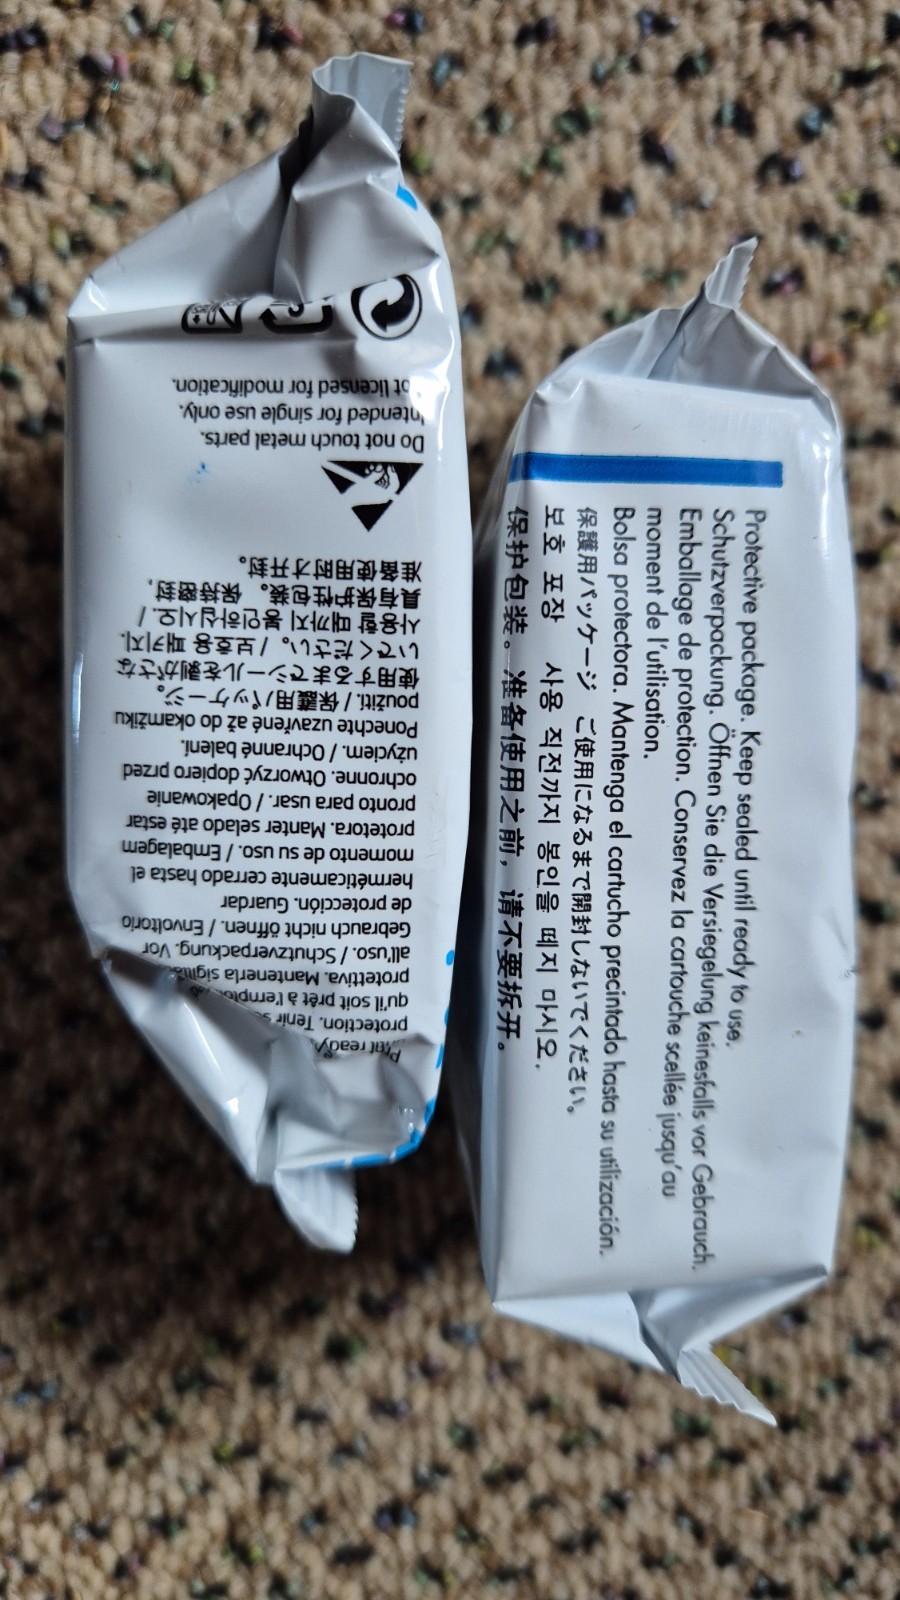 Protective package. Keep sealed until ready to use.
Schutzverpackung. Öffnen Sie die Versiegelung keinesfalls vor Gebrauch.
Emballage de protection. Conservez la cartouche scellée jusqu'au
moment de l'utilisation.
Bolsa protectora. Mantenga el cartucho precintado hasta su utilización.
保護用パッケージ ご使用になるまで開封しないでください。
보호 포장 사용 직전까지 봉인을 떼지 마시오.
保护包装。准备使用之前，请不要拆开。
ready
protection. Tenir
qu'il soit prêt à l'emploi.
protettiva. Mantenerla
all'uso. / Schutzverpackung. Vor
Gebrauch nicht öffnen. / Envoltorio
de protección. Guardar
herméticamente cerrado hasta el
momento de su uso. / Embalagem
protetora. Manter selado até estar
pronto para usar. / Opakowanie
ochronne. Otworzyć dopiero przed
użyciem. / Ochranné balení.
Ponechte uzavřené až do okamžiku
použití. / 保護用パッケージ。
使用するまでシールを剥がさな
いでください。 / 보호용 패키지.
사용할 때까지 봉인하십시오. /
具有保护性包装。 保持密封，
准备使用时才开封。
Do not touch metal parts.
Intended for single use only.
licensed for modification.